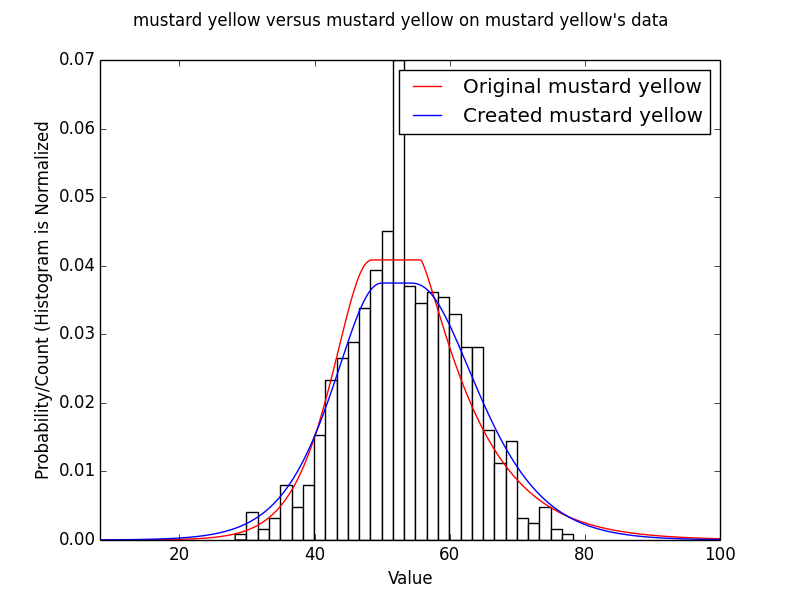 mustard yellow versus mustard yellow on mustard yellow's data
0.07
0.06
0.05
0.04
0.03
0.02
0.01
0.00
Probability/Count (Histogram is Normalized
Original mustard yellow
Created mustard yellow
20
40
60
80
100
Value